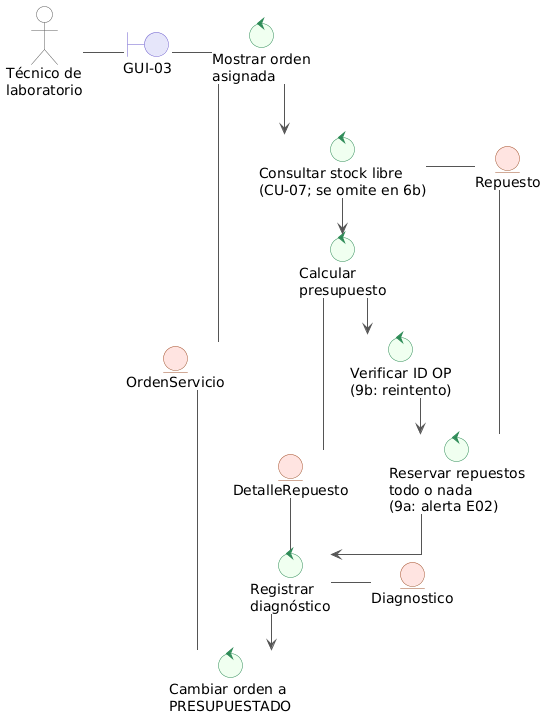 Técnico de
laboratorio
GUI-03
Mostrar orden
asignada
Consultar stock libre
(CU-07; se omite en 6b)
Repuesto
Calcular
presupuesto
OrdenServicio
Verificar ID OP
(9b: reintento)
DetalleRepuesto
Reservar repuestos
todo o nada
(9a: alerta E02)
Registrar
diagnóstico
Diagnostico
Cambiar orden a
PRESUPUESTADO